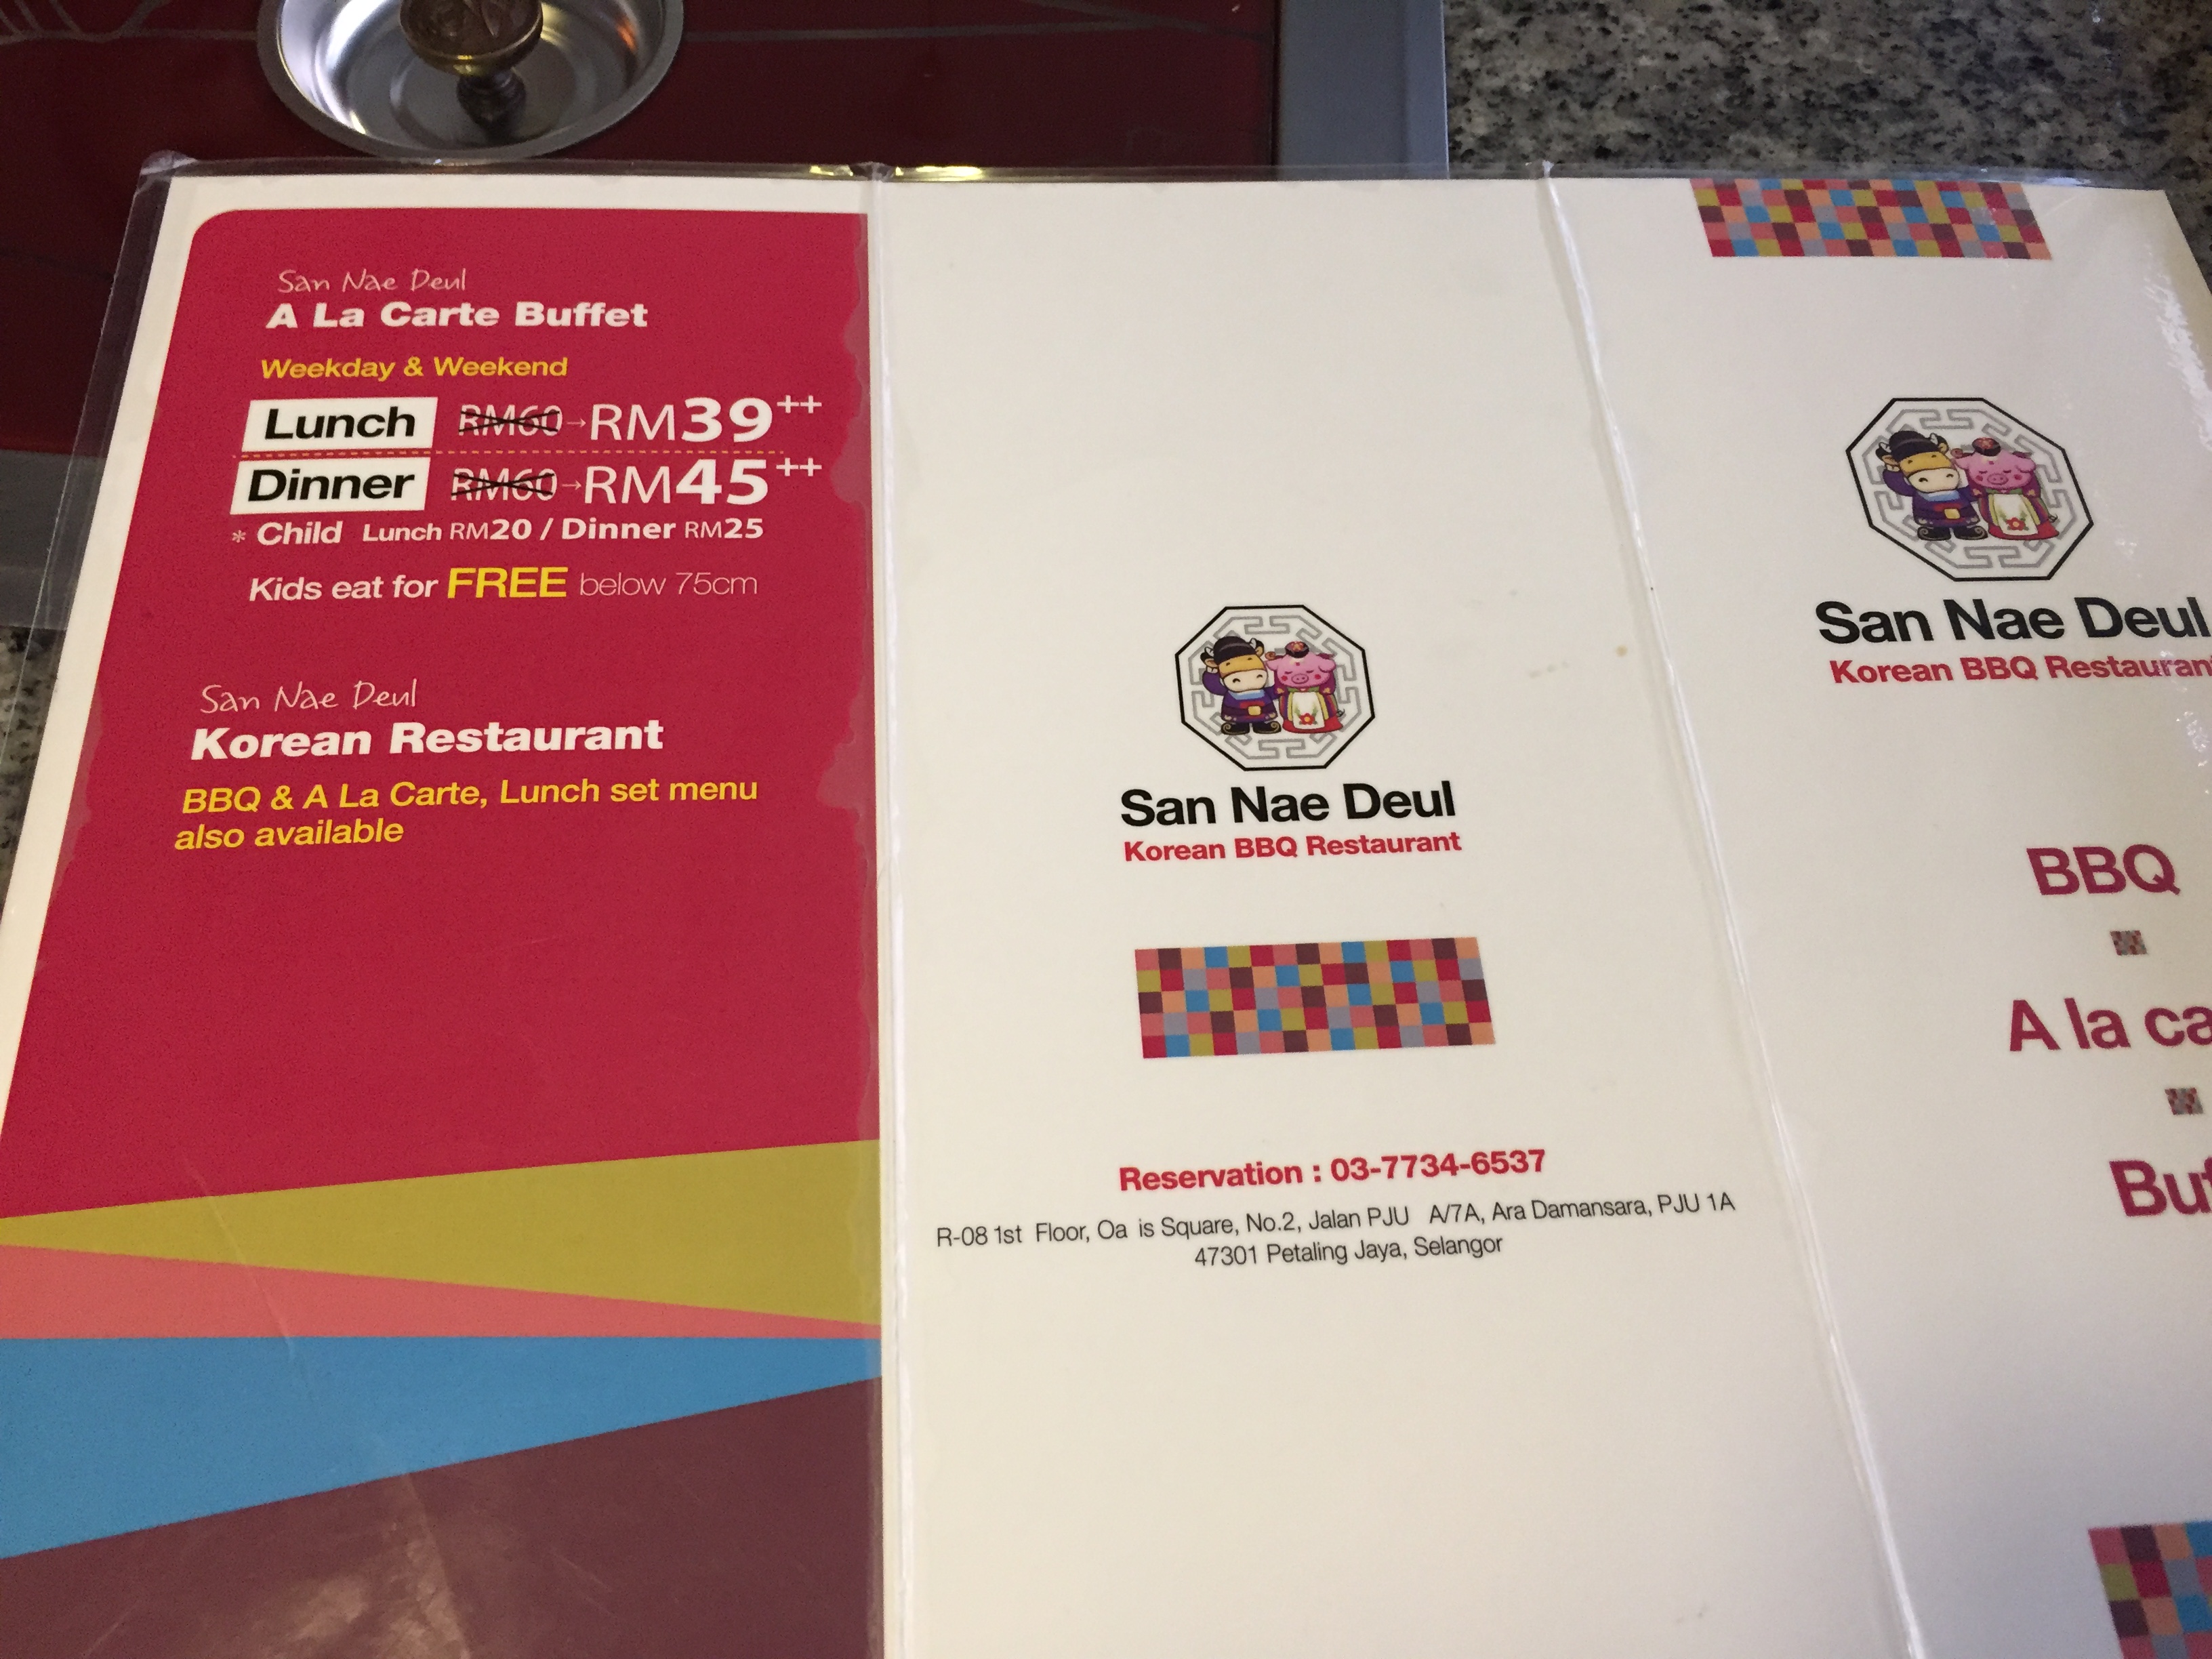 San Nae Deul
A La Carte Buffet
Weekday & Weekend
Lunch RM60→RM39++
Dinner RM60→RM45++
* Child Lunch RM20 / Dinner RM25
Kids eat for FREE below 75cm
San Nae Deul
Korean Restaurant
BBQ & A La Carte, Lunch set menu
also available
San Nae Deul
Korean BBQ Restaurant
Reservation : 03-7734-6537
R-08 1st Floor, Oa is Square, No.2, Jalan PJU A/7A, Ara Damansara, PJU 1A
47301 Petaling Jaya, Selangor
San Nae Deul
Korean BBQ Restaurant
BBQ
A la ca
Buf